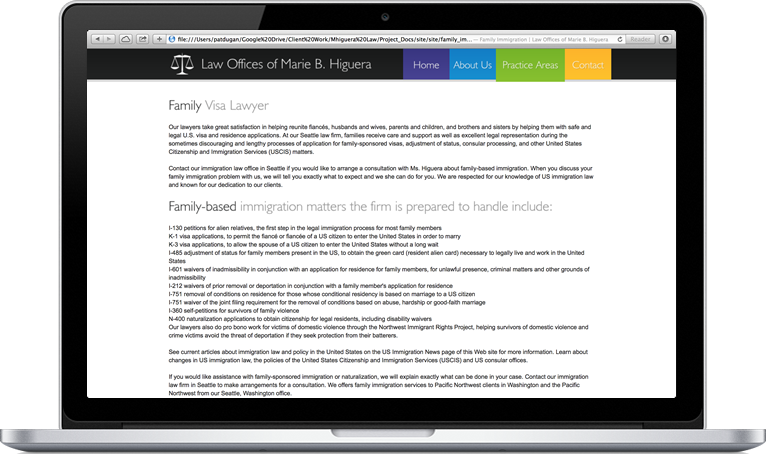 file:///Users/patdugan/Google%20Drive/Client%20Work/Mhiguera%20Law/Project_Docs/site/site/family_im... — Family Immigration | Law Offices of Marie B. Higuera
Reader
Law Offices of Marie B. Higuera
Home
About Us
Practice Areas
Contact
Family Visa Lawyer
Our lawyers take great satisfaction in helping reunite fiancés, husbands and wives, parents and children, and brothers and sisters by helping them with safe and
legal U.S. visa and residence applications. At our Seattle law firm, families receive care and support as well as excellent legal representation during the
sometimes discouraging and lengthy processes of application for family-sponsored visas, adjustment of status, consular processing, and other United States
Citizenship and Immigration Services (USCIS) matters.
Contact our immigration law office in Seattle if you would like to arrange a consultation with Ms. Higuera about family-based immigration. When you discuss your
family immigration problem with us, we will tell you exactly what to expect and we she can do for you. We are respected for our knowledge of US immigration law
and known for our dedication to our clients.
Family-based immigration matters the firm is prepared to handle include:
I-130 petitions for alien relatives, the first step in the legal immigration process for most family members
K-1 visa applications, to permit the fiancé or fiancée of a US citizen to enter the United States in order to marry
K-3 visa applications, to allow the spouse of a US citizen to enter the United States without a long wait
I-485 adjustment of status for family members present in the US, to obtain the green card (resident alien card) necessary to legally live and work in the United
States
I-601 waivers of inadmissibility in conjunction with an application for residence for family members, for unlawful presence, criminal matters and other grounds of
inadmissibility
I-212 waivers of prior removal or deportation in conjunction with a family member's application for residence
I-751 removal of conditions on residence for those whose conditional residency is based on marriage to a US citizen
I-751 waiver of the joint filing requirement for the removal of conditions based on abuse, hardship or good-faith marriage
I-360 self-petitions for survivors of family violence
N-400 naturalization applications to obtain citizenship for legal residents, including disability waivers
Our lawyers also do pro bono work for victims of domestic violence through the Northwest Immigrant Rights Project, helping survivors of domestic violence and
crime victims avoid the threat of deportation if they seek protection from their batterers.
See current articles about immigration law and policy in the United States on the US Immigration News page of this Web site for more information. Learn about
changes in US immigration law, the policies of the United States Citizenship and Immigration Services (USCIS) and US consular offices.
If you would like assistance with family-sponsored immigration or naturalization, we will explain exactly what can be done in your case. Contact our immigration
law firm in Seattle to make arrangements for a consultation. We offer family immigration services to Pacific Northwest clients in Washington and the Pacific
Northwest from our Seattle, Washington office.